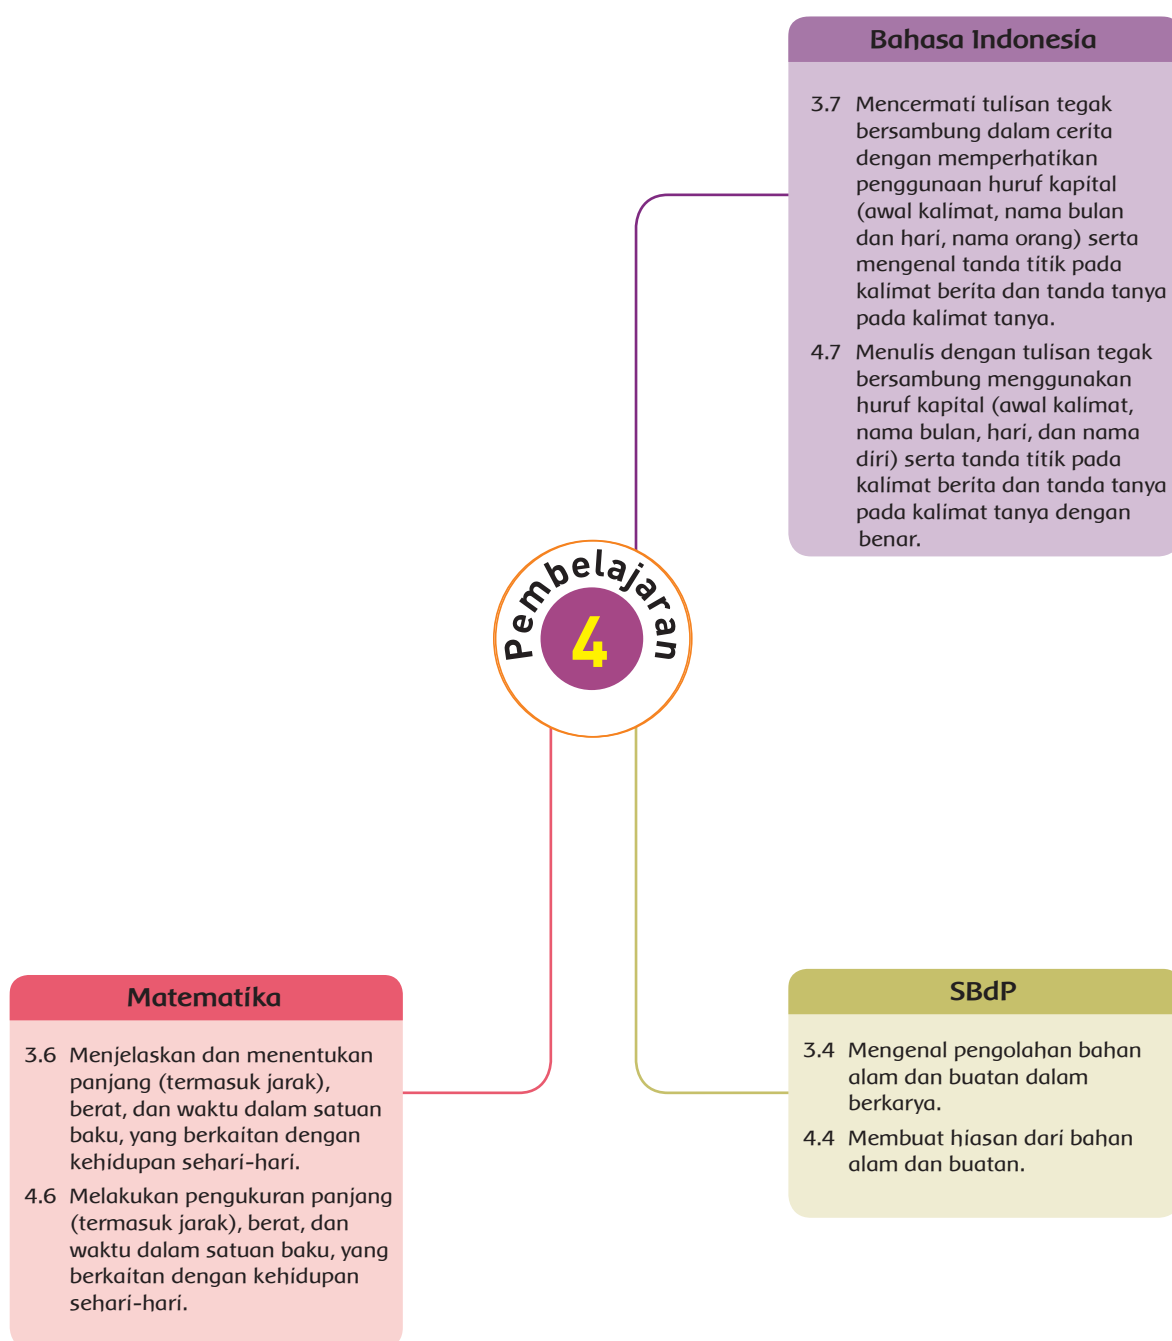 Bahasa Indonesia
3.7 Mencermati tulisan tegak
bersambung dalam cerita
dengan memperhatikan
penggunaan huruf kapital
(awal kalimat, nama bulan
dan hari, nama orang) serta
mengenal tanda titik pada
kalimat berita dan tanda tanya
pada kalimat tanya.
4.7 Menulis dengan tulisan tegak
bersambung menggunakan
huruf kapital (awal kalimat,
nama bulan, hari, dan nama
diri) serta tanda titik pada
kalimat berita dan tanda tanya
pada kalimat tanya dengan
benar.
Pembelajaran
4
Matematika
3.6 Menjelaskan dan menentukan
panjang (termasuk jarak),
berat, dan waktu dalam satuan
baku, yang berkaitan dengan
kehidupan sehari-hari.
4.6 Melakukan pengukuran panjang
(termasuk jarak), berat, dan
waktu dalam satuan baku, yang
berkaitan dengan kehidupan
sehari-hari.
SBdP
3.4 Mengenal pengolahan bahan
alam dan buatan dalam
berkarya.
4.4 Membuat hiasan dari bahan
alam dan buatan.